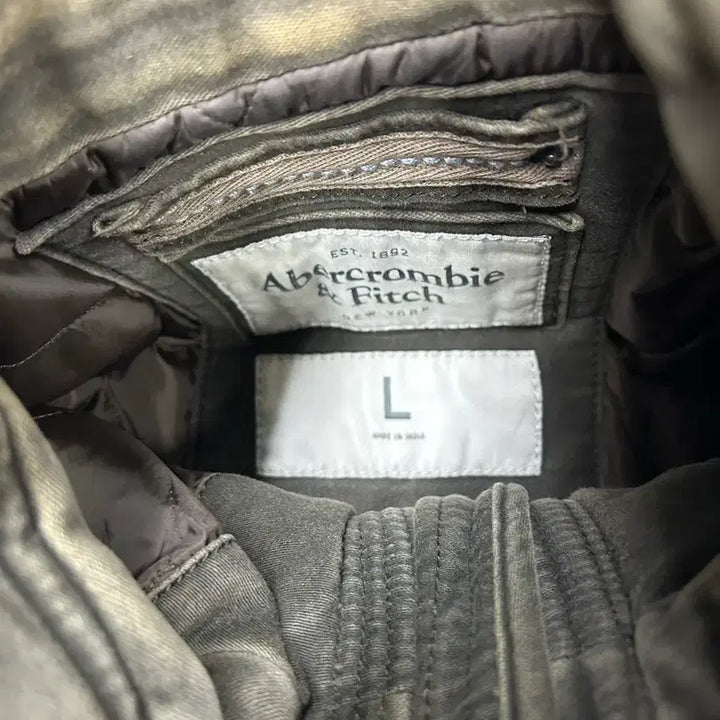 EST. 1892
Abercrombie
& Fitch
NEW YORK
L
MADE IN INDIA